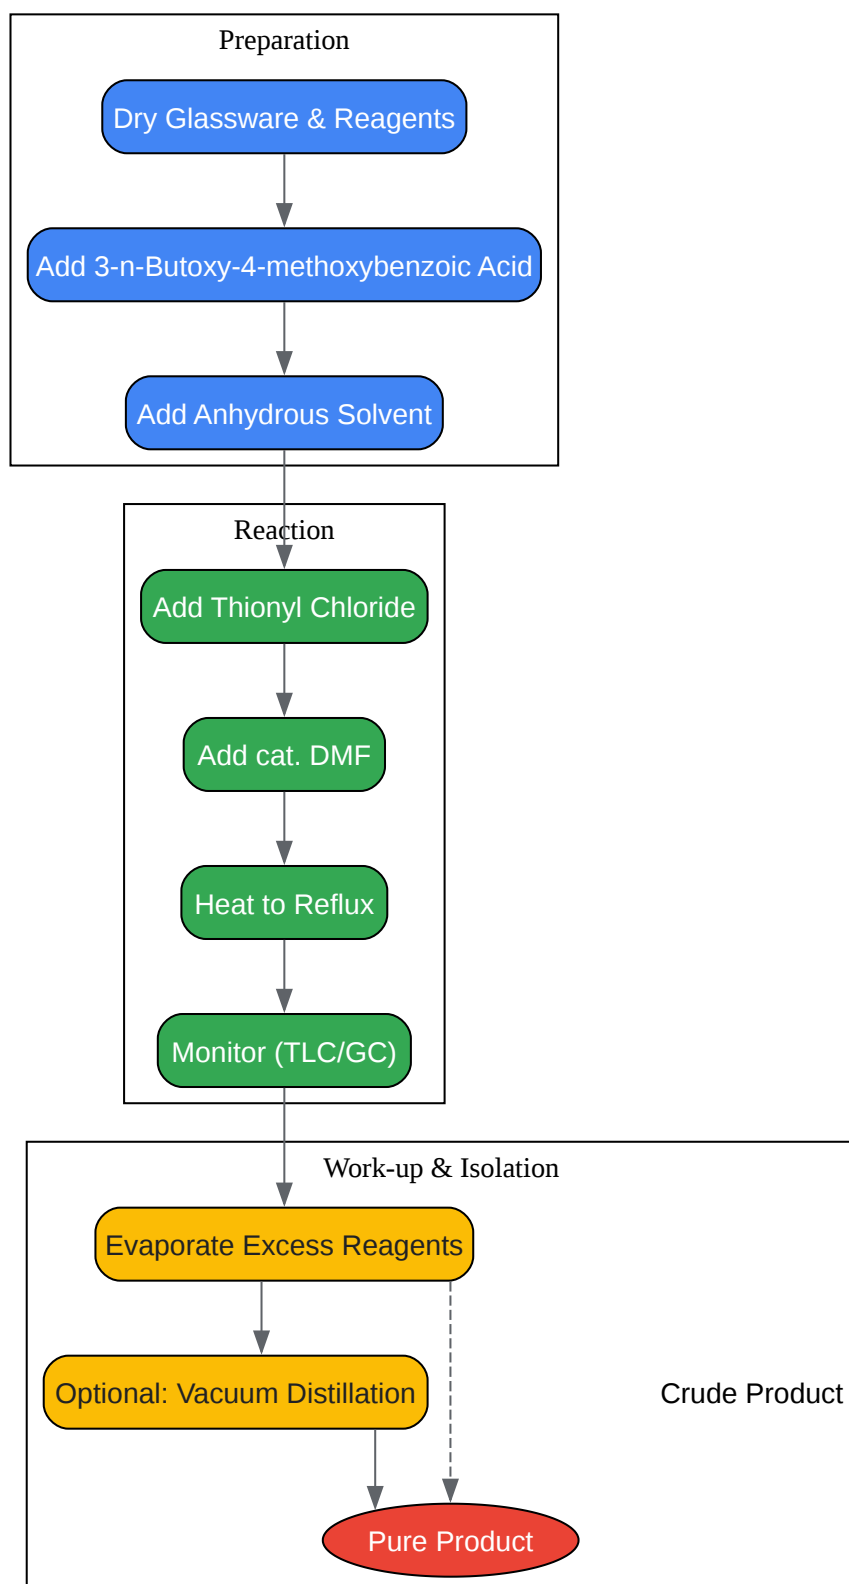 Preparation
Dry Glassware & Reagents
Add 3-n-Butoxy-4-methoxybenzoic Acid
Add Anhydrous Solvent
Reaction
Add Thionyl Chloride
Add cat. DMF
Heat to Reflux
Monitor (TLC/GC)
Work-up & Isolation
Evaporate Excess Reagents
Optional: Vacuum Distillation
Crude Product
Pure Product